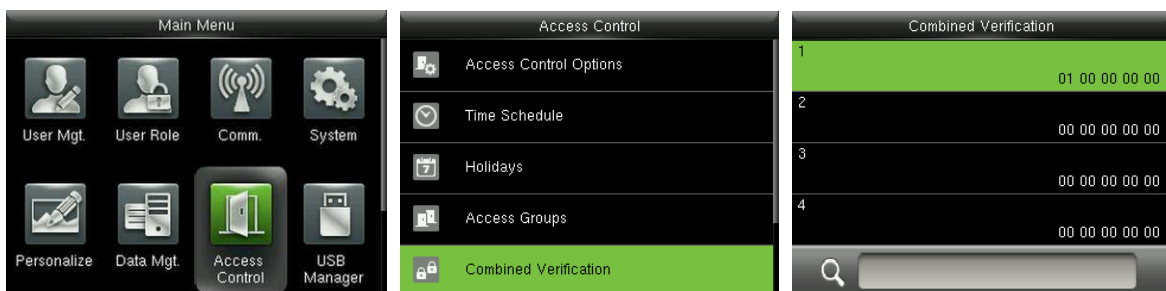 Main Menu
User Mgt.
User Role
Comm.
System
Personalize
Data Mgt.
Access
Control
USB
Manager
Access Control
Access Control Options
Time Schedule
7
Holidays
Access Groups
Combined Verification
Combined Verification
1
01 00 00 00 00
2
00 00 00 00 00
3
00 00 00 00 00
4
00 00 00 00 00